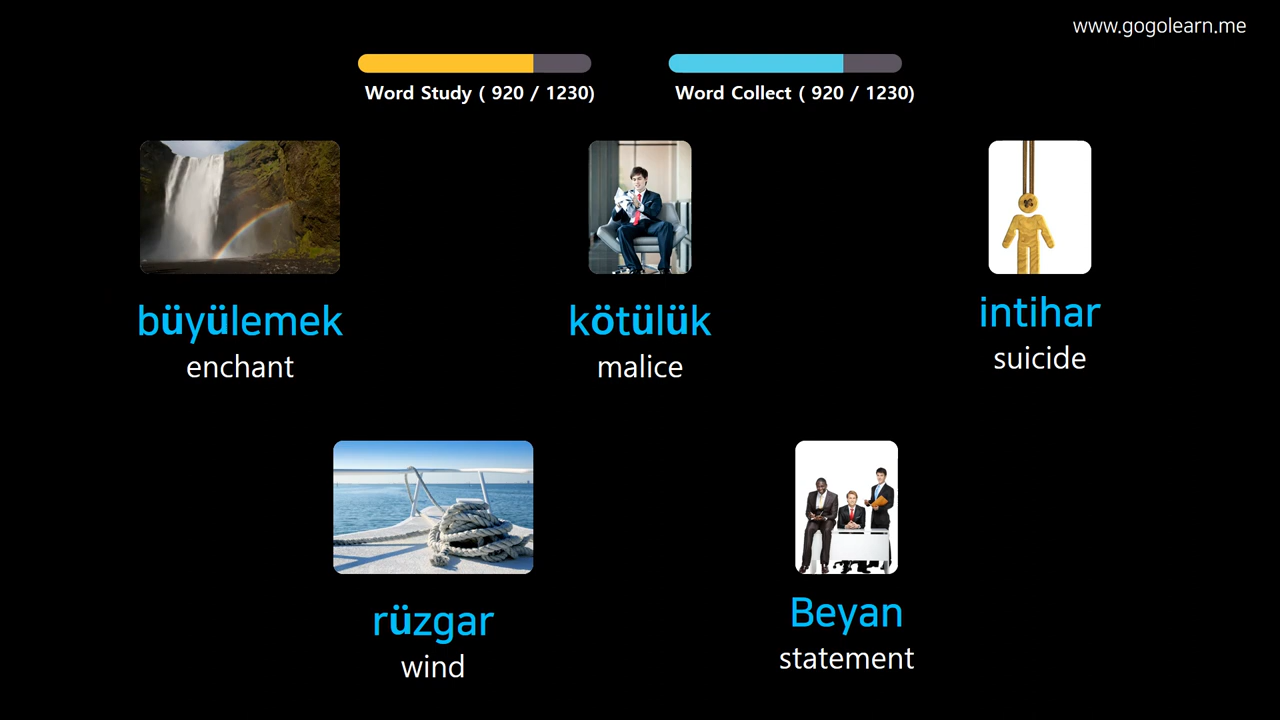 www.gogolearn.me
Word Study ( 920 / 1230)
Word Collect ( 920 / 1230)
büyülemek
enchant
kötülük
malice
intihar
suicide
rüzgar
wind
Beyan
statement